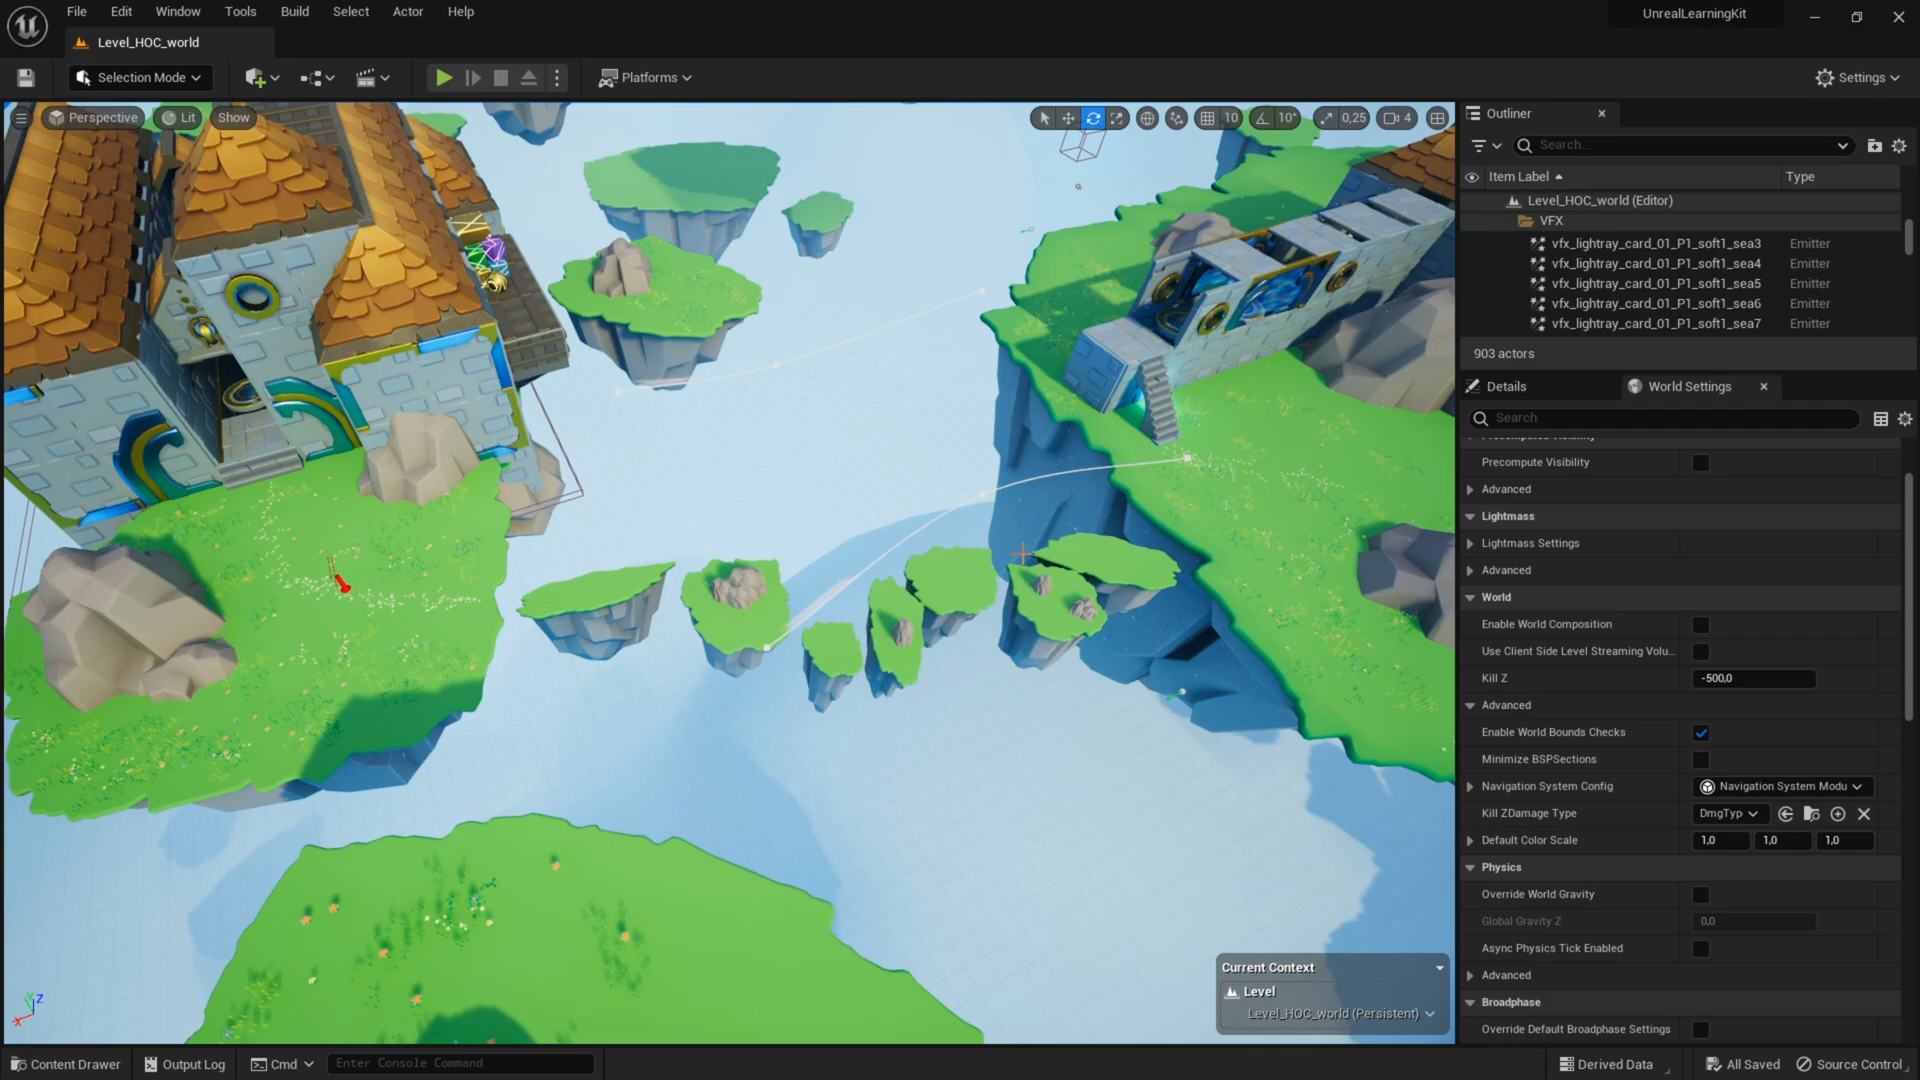 File Edit Window Tools Build Select Actor Help
UnrealLearningKit
Level_HOC_world
Selection Mode
Platforms
Settings
Perspective Lit Show
10 10° 0,25 4
Outliner
Search...
Item Label Type
Level_HOC_world (Editor)
VFX
vfx_lightray_card_01_P1_soft1_sea3 Emitter
vfx_lightray_card_01_P1_soft1_sea4 Emitter
vfx_lightray_card_01_P1_soft1_sea5 Emitter
vfx_lightray_card_01_P1_soft1_sea6 Emitter
vfx_lightray_card_01_P1_soft1_sea7 Emitter
903 actors
Details World Settings
Search
Precomputed Visibility
Precompute Visibility
Advanced
Lightmass
Lightmass Settings
Advanced
World
Enable World Composition
Use Client Side Level Streaming Volu...
Kill Z -500,0
Advanced
Enable World Bounds Checks
Minimize BSPSections
Navigation System Config Navigation System Modu
Kill ZDamage Type DmgTyp
Default Color Scale 1,0 1,0 1,0
Physics
Override World Gravity
Global Gravity Z 0,0
Async Physics Tick Enabled
Advanced
Broadphase
Override Default Broadphase Settings
Current Context
Level
Level_HOC_world (Persistent)
Z
Y
X
Content Drawer Output Log Cmd Enter Console Command
Derived Data All Saved Source Control